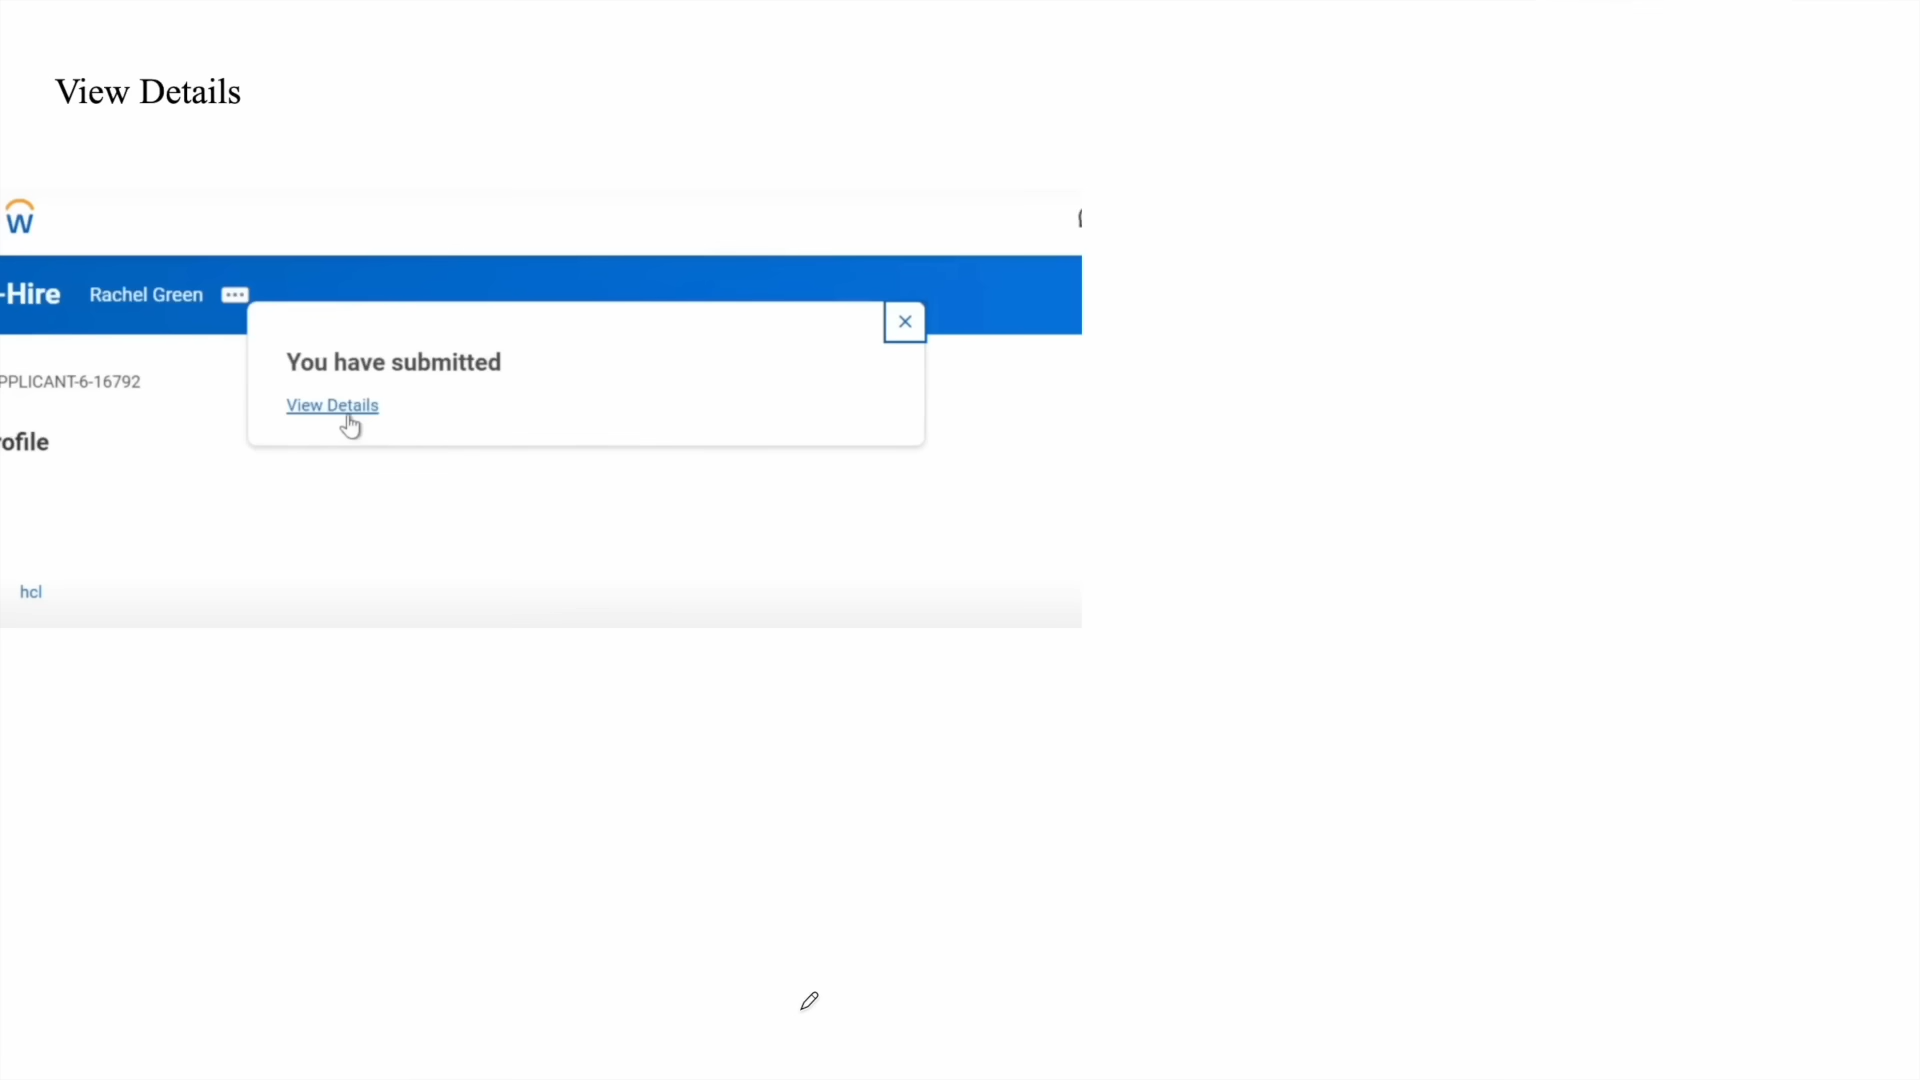 View Details
W
-Hire Rachel Green
You have submitted
PPLICANT-6-16792
View Details
ofile
hcl